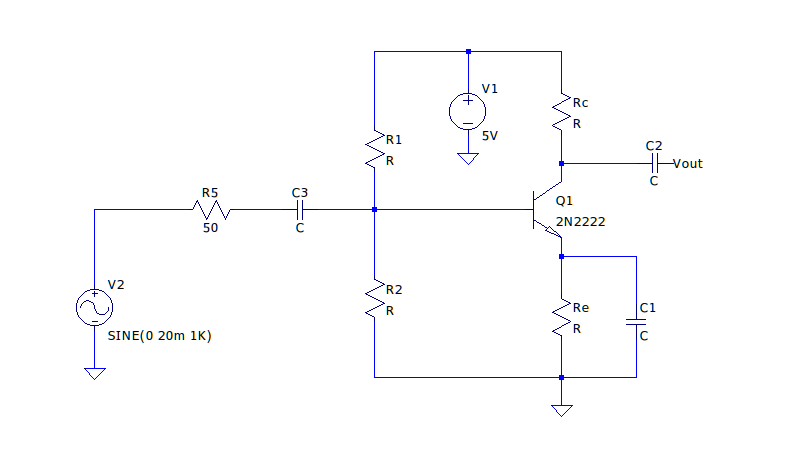 V1
5V
Rc
R
R1
R
C2
C
Vout
R5
50
C3
C
Q1
2N2222
V2
SINE(0 20m 1K)
R2
R
Re
R
C1
C